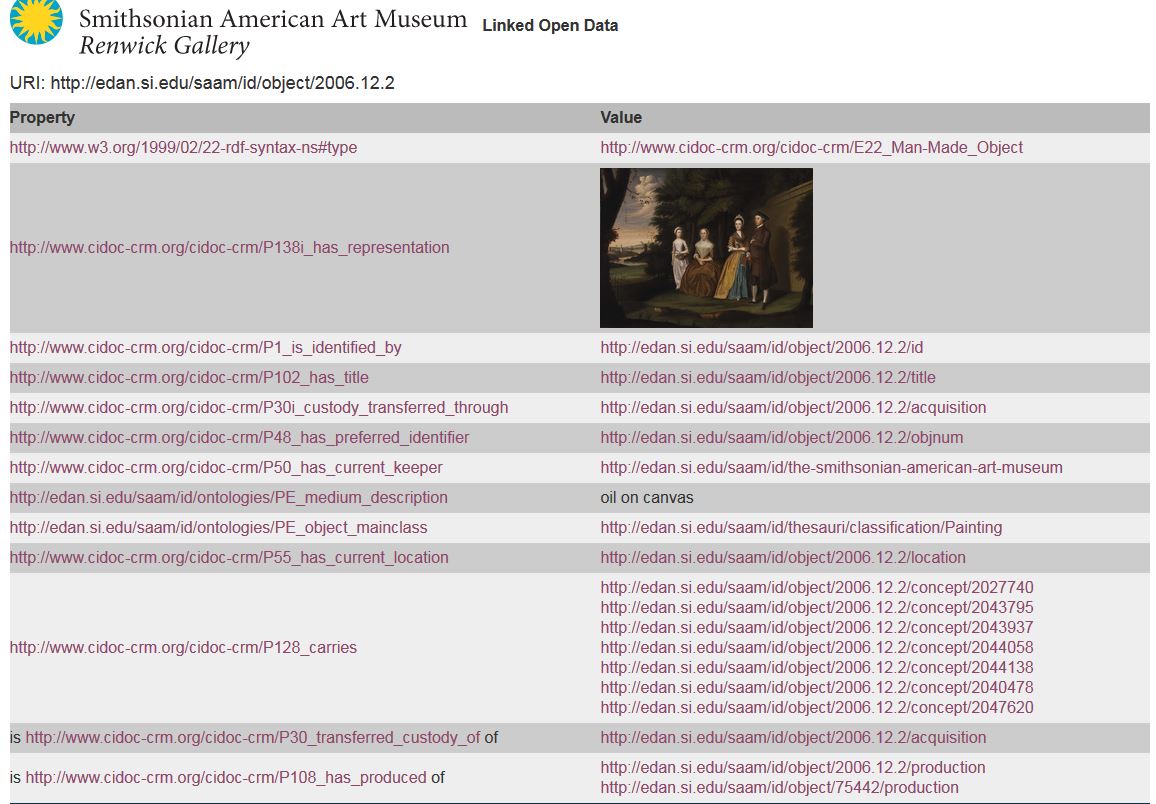 Smithsonian American Art Museum
Renwick Gallery
Linked Open Data
URI: http://edan.si.edu/saam/id/object/2006.12.2
Property Value
http://www.w3.org/1999/02/22-rdf-syntax-ns#type http://www.cidoc-crm.org/cidoc-crm/E22_Man-Made_Object
http://www.cidoc-crm.org/cidoc-crm/P138i_has_representation
http://www.cidoc-crm.org/cidoc-crm/P1_is_identified_by http://edan.si.edu/saam/id/object/2006.12.2/id
http://www.cidoc-crm.org/cidoc-crm/P102_has_title http://edan.si.edu/saam/id/object/2006.12.2/title
http://www.cidoc-crm.org/cidoc-crm/P30i_custody_transferred_through http://edan.si.edu/saam/id/object/2006.12.2/acquisition
http://www.cidoc-crm.org/cidoc-crm/P48_has_preferred_identifier http://edan.si.edu/saam/id/object/2006.12.2/objnum
http://www.cidoc-crm.org/cidoc-crm/P50_has_current_keeper http://edan.si.edu/saam/id/the-smithsonian-american-art-museum
http://edan.si.edu/saam/id/ontologies/PE_medium_description oil on canvas
http://edan.si.edu/saam/id/ontologies/PE_object_mainclass http://edan.si.edu/saam/id/thesauri/classification/Painting
http://www.cidoc-crm.org/cidoc-crm/P55_has_current_location http://edan.si.edu/saam/id/object/2006.12.2/location
http://www.cidoc-crm.org/cidoc-crm/P128_carries
http://edan.si.edu/saam/id/object/2006.12.2/concept/2027740
http://edan.si.edu/saam/id/object/2006.12.2/concept/2043795
http://edan.si.edu/saam/id/object/2006.12.2/concept/2043937
http://edan.si.edu/saam/id/object/2006.12.2/concept/2044058
http://edan.si.edu/saam/id/object/2006.12.2/concept/2044138
http://edan.si.edu/saam/id/object/2006.12.2/concept/2040478
http://edan.si.edu/saam/id/object/2006.12.2/concept/2047620
is http://www.cidoc-crm.org/cidoc-crm/P30_transferred_custody_of of http://edan.si.edu/saam/id/object/2006.12.2/acquisition
is http://www.cidoc-crm.org/cidoc-crm/P108_has_produced of
http://edan.si.edu/saam/id/object/2006.12.2/production
http://edan.si.edu/saam/id/object/75442/production